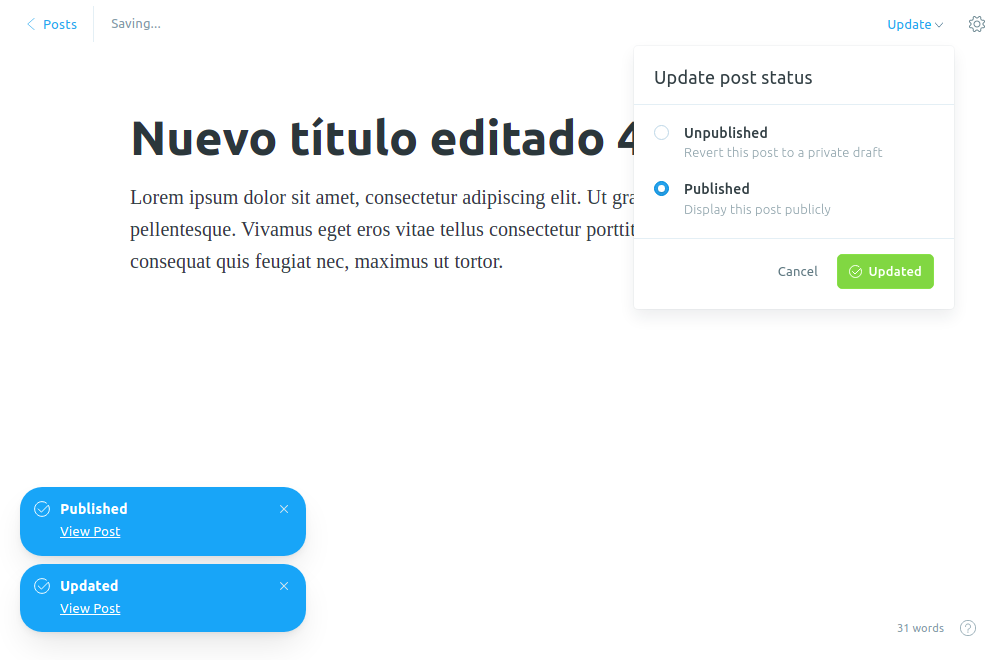 Posts
Saving...
Update
Update post status
Unpublished
Revert this post to a private draft
Published
Display this post publicly
Cancel
Updated
Nuevo título editado 4
Lorem ipsum dolor sit amet, consectetur adipiscing elit. Ut gra
pellentesque. Vivamus eget eros vitae tellus consectetur porttit
consequat quis feugiat nec, maximus ut tortor.
Published
View Post
Updated
View Post
31 words
?